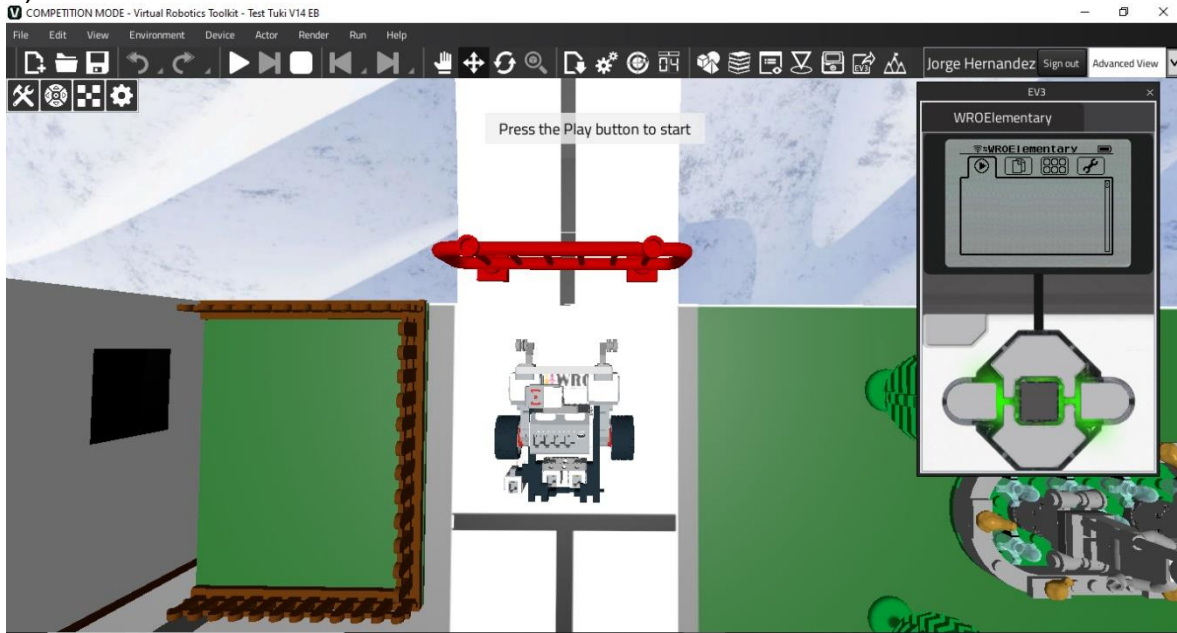 COMPETITION MODE - Virtual Robotics Toolkit - Test Tuki V14 EB
File Edit View Environment Device Actor Render Run Help
EV3
Jorge Hernandez Sign out Advanced View
EV3
Press the Play button to start
WROElementary
WROElementary
WRO